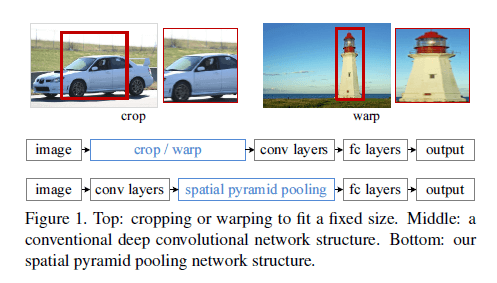 crop
warp
image crop / warp conv layers fc layers output
image conv layers spatial pyramid pooling fc layers output
Figure 1. Top: cropping or warping to fit a fixed size. Middle: a
conventional deep convolutional network structure. Bottom: our
spatial pyramid pooling network structure.